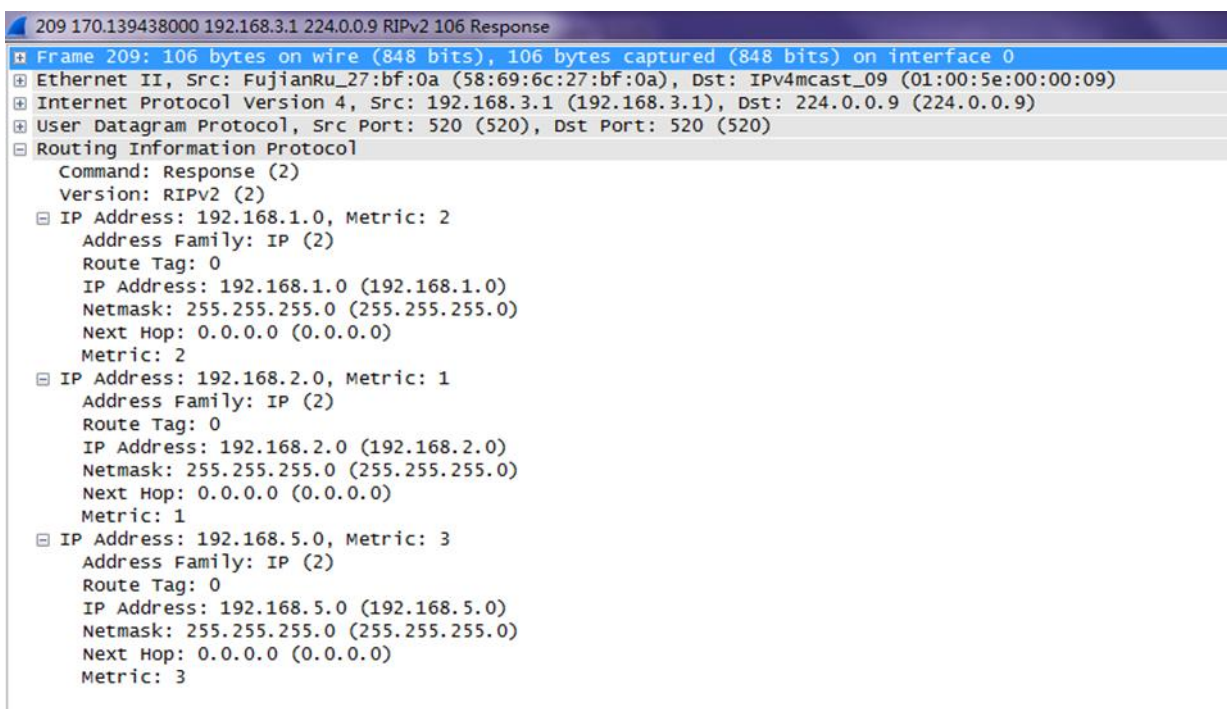 209 170.139438000 192.168.3.1 224.0.0.9 RIPv2 106 Response
Frame 209: 106 bytes on wire (848 bits), 106 bytes captured (848 bits) on interface 0
Ethernet II, Src: FujianRu_27:bf:0a (58:69:6c:27:bf:0a), Dst: IPv4mcast_09 (01:00:5e:00:00:09)
Internet Protocol Version 4, Src: 192.168.3.1 (192.168.3.1), Dst: 224.0.0.9 (224.0.0.9)
User Datagram Protocol, Src Port: 520 (520), Dst Port: 520 (520)
Routing Information Protocol
Command: Response (2)
Version: RIPv2 (2)
IP Address: 192.168.1.0, Metric: 2
Address Family: IP (2)
Route Tag: 0
IP Address: 192.168.1.0 (192.168.1.0)
Netmask: 255.255.255.0 (255.255.255.0)
Next Hop: 0.0.0.0 (0.0.0.0)
Metric: 2
IP Address: 192.168.2.0, Metric: 1
Address Family: IP (2)
Route Tag: 0
IP Address: 192.168.2.0 (192.168.2.0)
Netmask: 255.255.255.0 (255.255.255.0)
Next Hop: 0.0.0.0 (0.0.0.0)
Metric: 1
IP Address: 192.168.5.0, Metric: 3
Address Family: IP (2)
Route Tag: 0
IP Address: 192.168.5.0 (192.168.5.0)
Netmask: 255.255.255.0 (255.255.255.0)
Next Hop: 0.0.0.0 (0.0.0.0)
Metric: 3